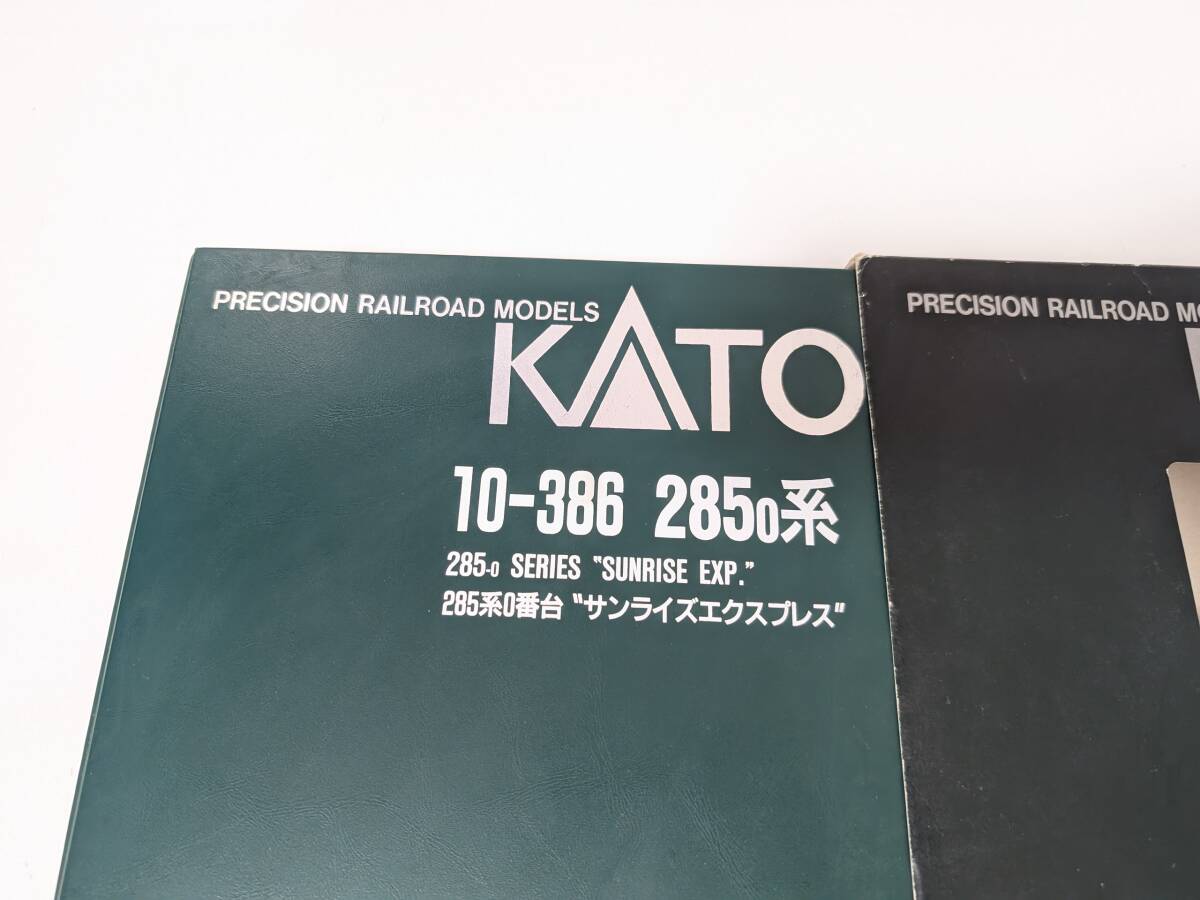 PRECISION RAILROAD MODELS
KATO
10-386 285₀系
285-0 SERIES "SUNRISE EXP."
285系0番台 "サンライズエクスプレス"
PRECISION RAILROAD